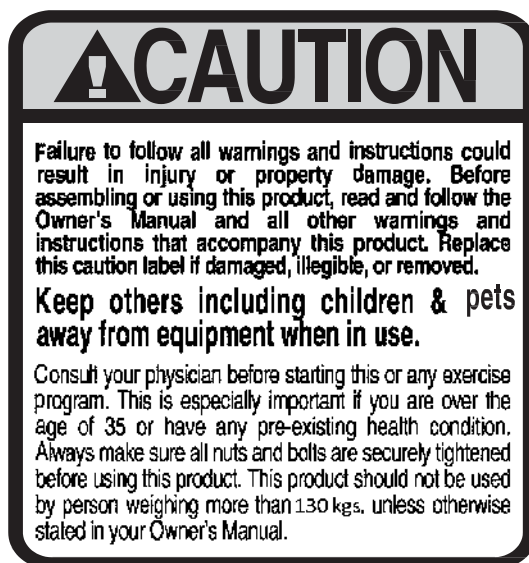 CAUTION
Failure to follow all warnings and instructions could
result in injury or property damage. Before
assembling or using this product, read and follow the
Owner's Manual and all other warnings and
instructions that accompany this product. Replace
this caution label if damaged, illegible, or removed.
Keep others including children & pets
away from equipment when in use.
Consult your physician before starting this or any exercise
program. This is especially important if you are over the
age of 35 or have any pre-existing health condition.
Always make sure all nuts and bolts are securely tightened
before using this product. This product should not be used
by person weighing more than 130 kgs. unless otherwise
stated in your Owner's Manual.